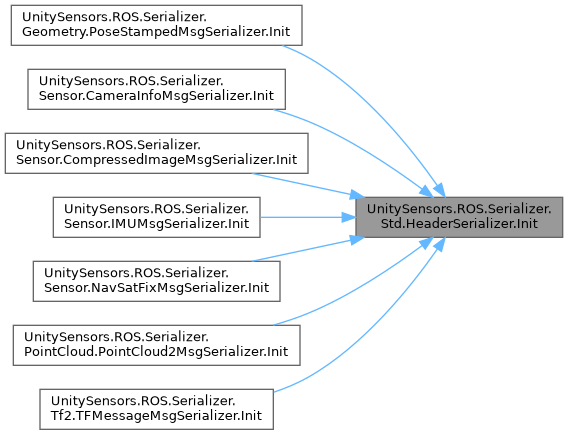 UnitySensors.ROS.Serializer.
Geometry.PoseStampedMsgSerializer.Init
UnitySensors.ROS.Serializer.
Sensor.CameraInfoMsgSerializer.Init
UnitySensors.ROS.Serializer.
Sensor.CompressedImageMsgSerializer.Init
UnitySensors.ROS.Serializer.
Sensor.IMUMsgSerializer.Init
UnitySensors.ROS.Serializer.
Std.HeaderSerializer.Init
UnitySensors.ROS.Serializer.
Sensor.NavSatFixMsgSerializer.Init
UnitySensors.ROS.Serializer.
PointCloud.PointCloud2MsgSerializer.Init
UnitySensors.ROS.Serializer.
Tf2.TFMessageMsgSerializer.Init